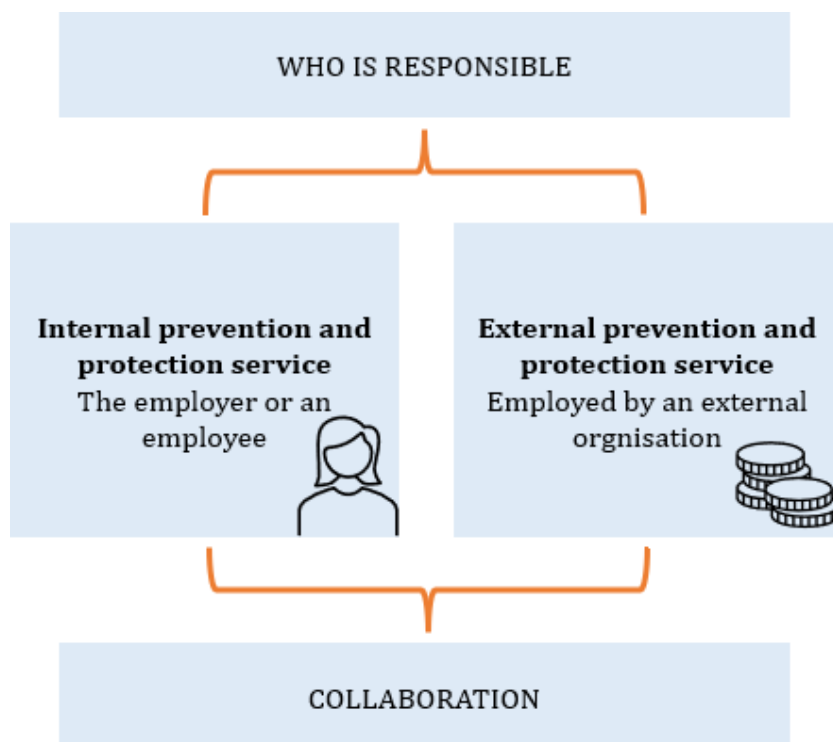 WHO IS RESPONSIBLE
Internal prevention and
protection service
The employer or an
employee
External prevention and
protection service
Employed by an external
orgnisation
COLLABORATION